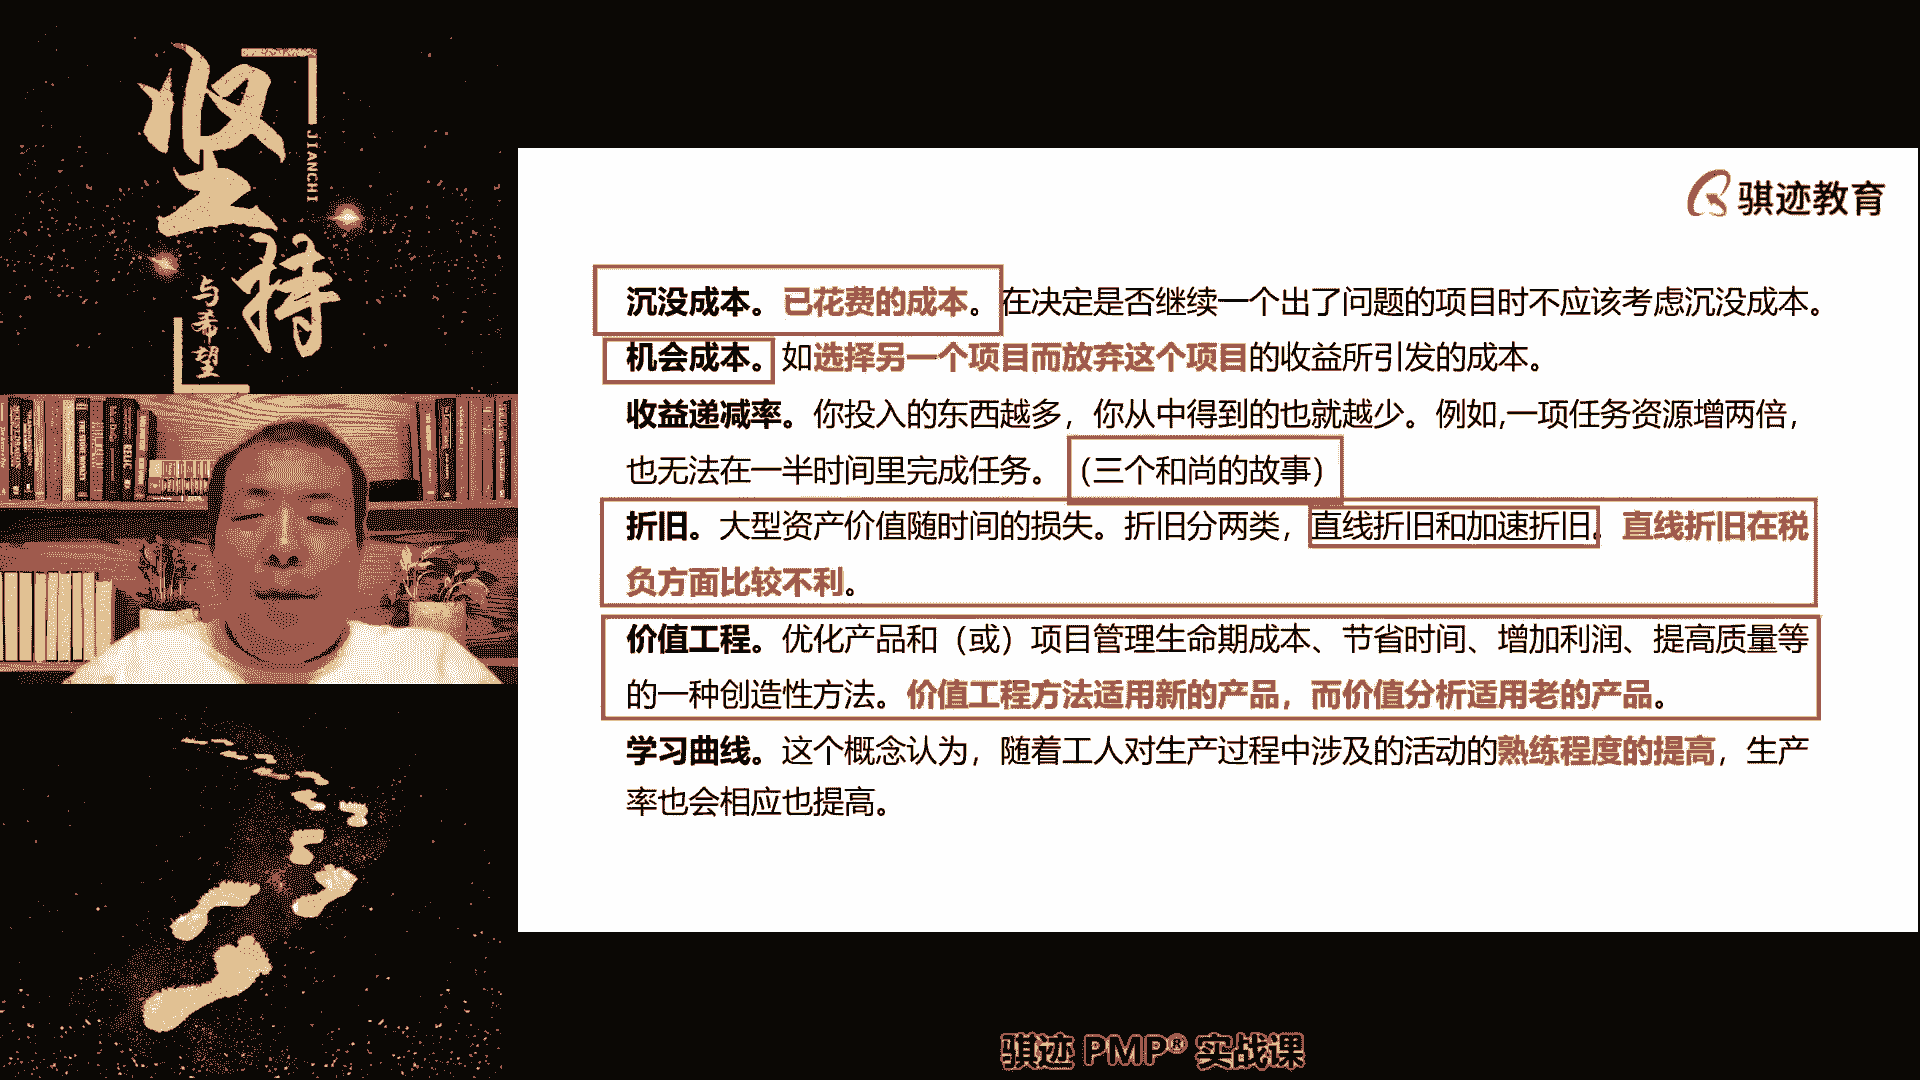 坚持
JIANCHI
与希望
骐迹教育
沉没成本。已花费的成本。在决定是否继续一个出了问题的项目时不应该考虑沉没成本。
机会成本。如选择另一个项目而放弃这个项目的收益所引发的成本。
收益递减率。你投入的东西越多，你从中得到的也就越少。例如,一项任务资源增两倍，
也无法在一半时间里完成任务。（三个和尚的故事）
折旧。大型资产价值随时间的损失。折旧分两类，直线折旧和加速折旧。直线折旧在税
负方面比较不利。
价值工程。优化产品和（或）项目管理生命期成本、节省时间、增加利润、提高质量等
的一种创造性方法。价值工程方法适用新的产品，而价值分析适用老的产品。
学习曲线。这个概念认为，随着工人对生产过程中涉及的活动的熟练程度的提高，生产
率也会相应也提高。
骐迹 PMP® 实战课